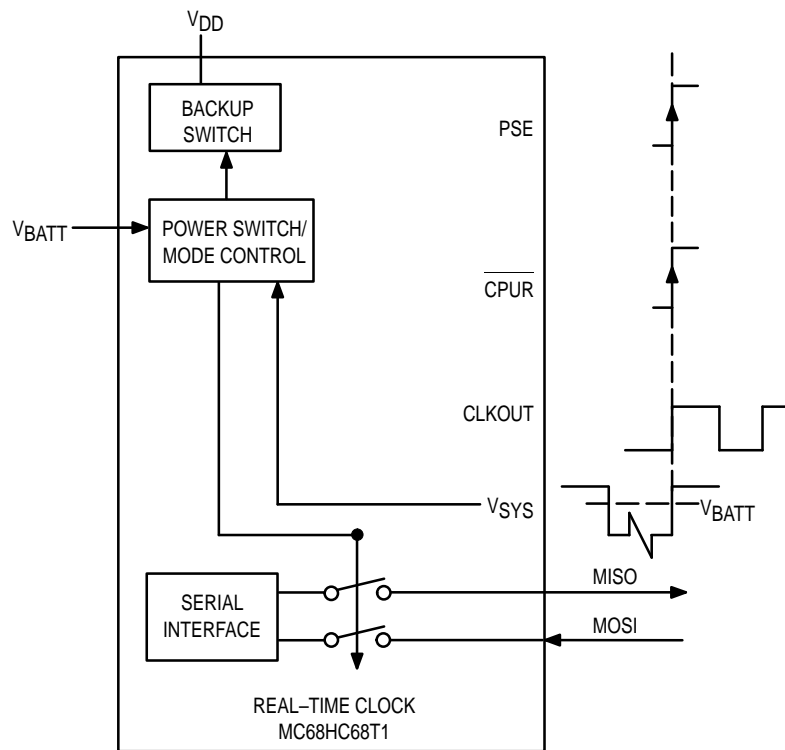 VDD
BACKUP
SWITCH
PSE
VBATT
POWER SWITCH/
MODE CONTROL
CPUR
CLKOUT
VSYS
VBATT
MISO
SERIAL
INTERFACE
MOSI
REAL–TIME CLOCK
MC68HC68T1